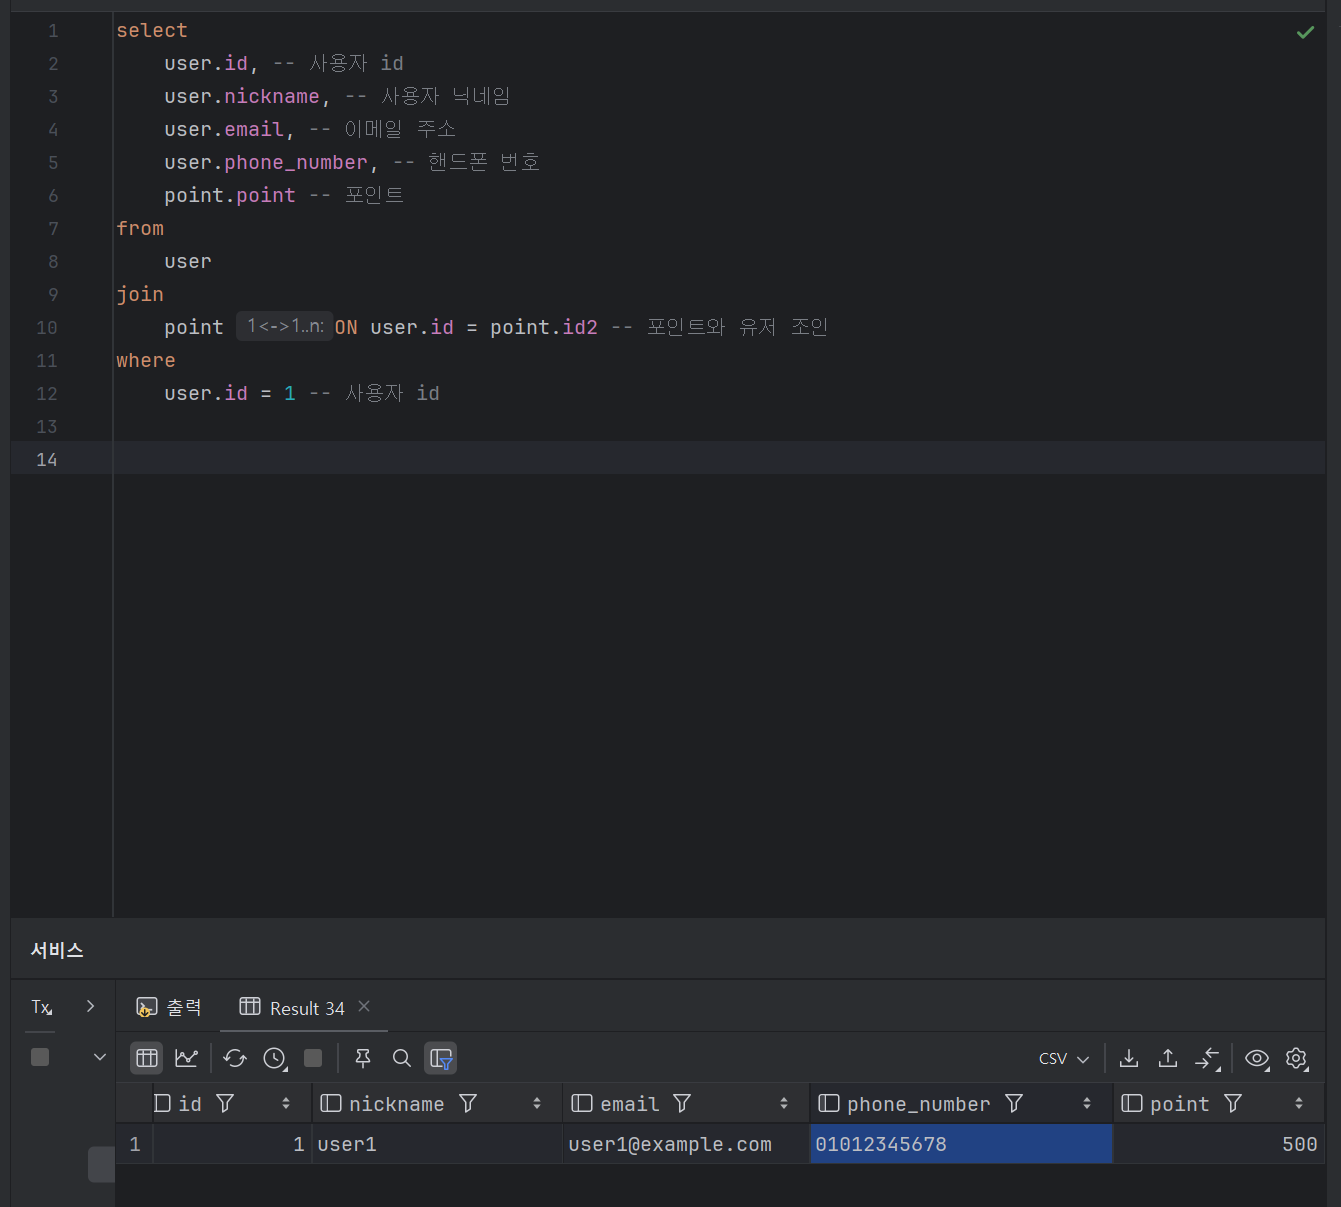 1 select
2 user.id, -- 사용자 id
3 user.nickname, -- 사용자 닉네임
4 user.email, -- 이메일 주소
5 user.phone_number, -- 핸드폰 번호
6 point.point -- 포인트
7 from
8 user
9 join
10 point 1<->1..n: ON user.id = point.id2 -- 포인트와 유저 조인
11 where
12 user.id = 1 -- 사용자 id
13
14
서비스
Tx 출력 Result 34
CSV
id nickname email phone_number point
1 1 user1 user1@example.com 01012345678 500